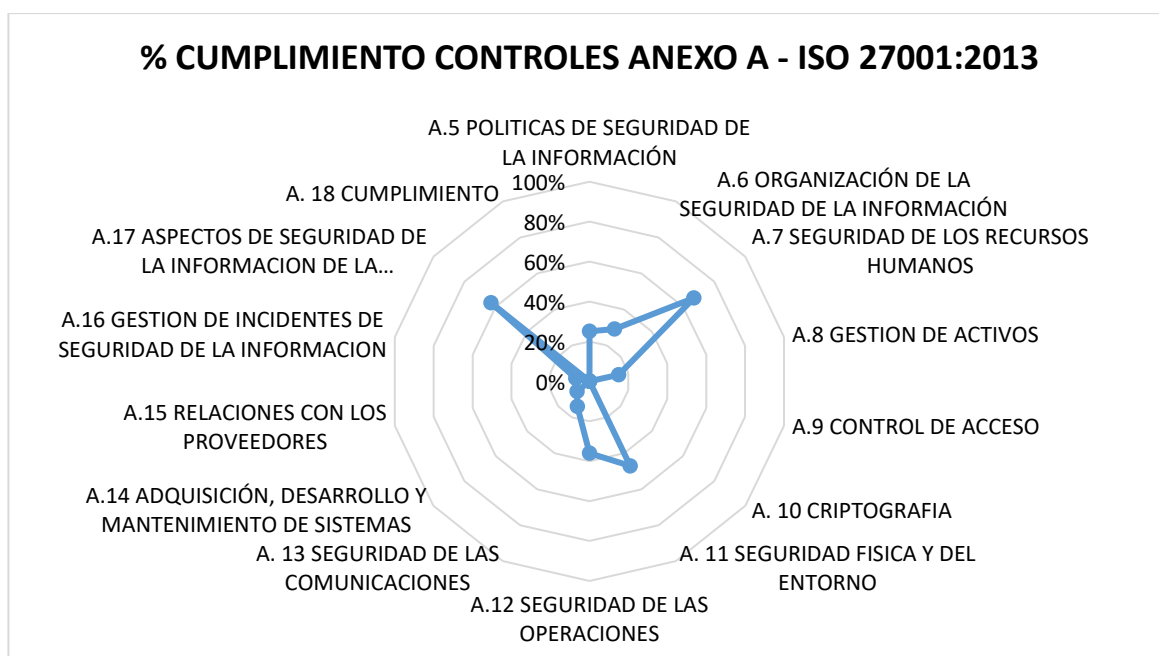 % CUMPLIMIENTO CONTROLES ANEXO A - ISO 27001:2013
A.5 POLITICAS DE SEGURIDAD DE
LA INFORMACIÓN
A.6 ORGANIZACIÓN DE LA
SEGURIDAD DE LA INFORMACIÓN
A.7 SEGURIDAD DE LOS RECURSOS
HUMANOS
A.8 GESTION DE ACTIVOS
A.9 CONTROL DE ACCESO
A. 10 CRIPTOGRAFIA
A. 11 SEGURIDAD FISICA Y DEL
ENTORNO
A.12 SEGURIDAD DE LAS
OPERACIONES
A. 13 SEGURIDAD DE LAS
COMUNICACIONES
A.14 ADQUISICIÓN, DESARROLLO Y
MANTENIMIENTO DE SISTEMAS
A.15 RELACIONES CON LOS
PROVEEDORES
A.16 GESTION DE INCIDENTES DE
SEGURIDAD DE LA INFORMACION
A.17 ASPECTOS DE SEGURIDAD DE
LA INFORMACION DE LA...
A. 18 CUMPLIMIENTO
100%
80%
60%
40%
20%
0%